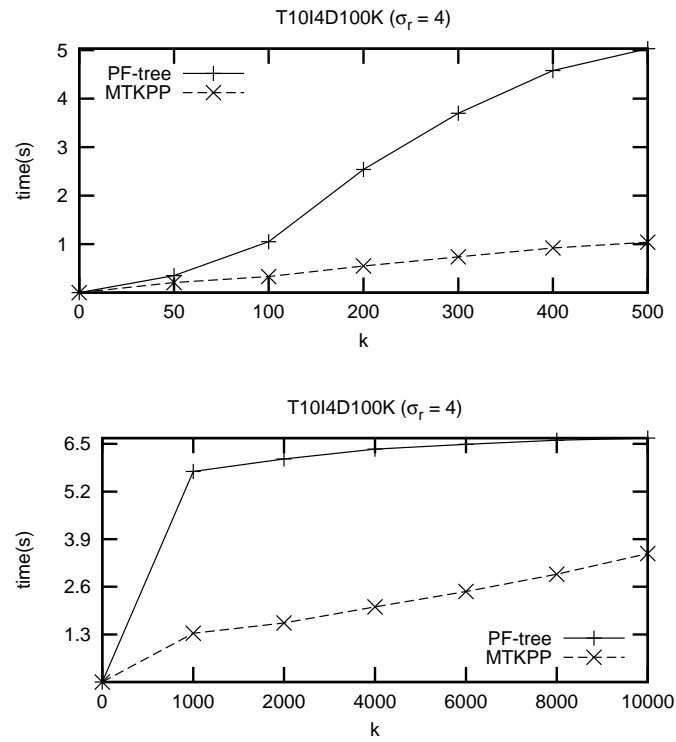 T10I4D100K (σr = 4)
5
4
3
2
1
0
PF-tree
MTKPP
time(s)
0 50 100 200 300 400 500
k
T10I4D100K (σr = 4)
6.5
5.2
3.9
2.6
1.3
time(s)
PF-tree
MTKPP
0 1000 2000 4000 6000 8000 10000
k